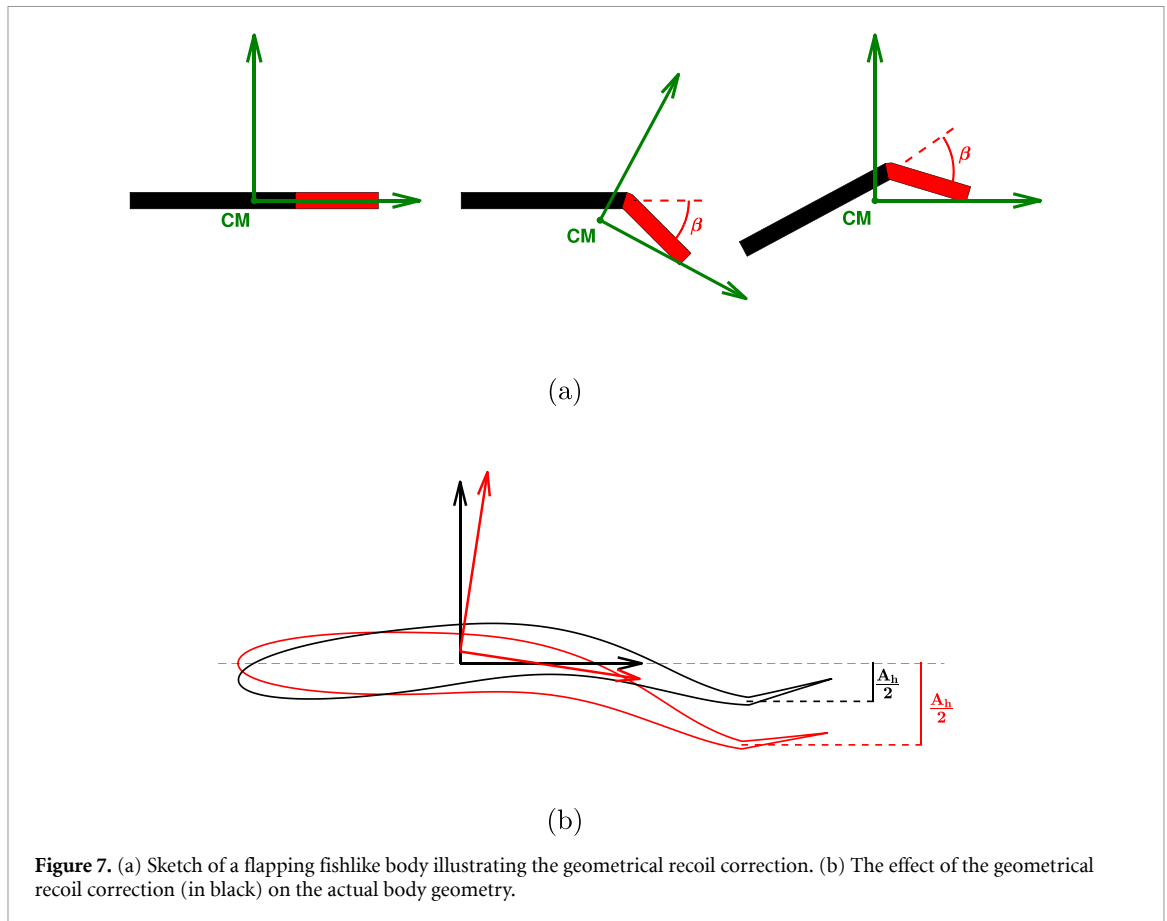 CM
β
CM
β
CM
(a)
A_h/2
A_h/2
(b)
Figure 7. (a) Sketch of a flapping fishlike body illustrating the geometrical recoil correction. (b) The effect of the geometrical
recoil correction (in black) on the actual body geometry.